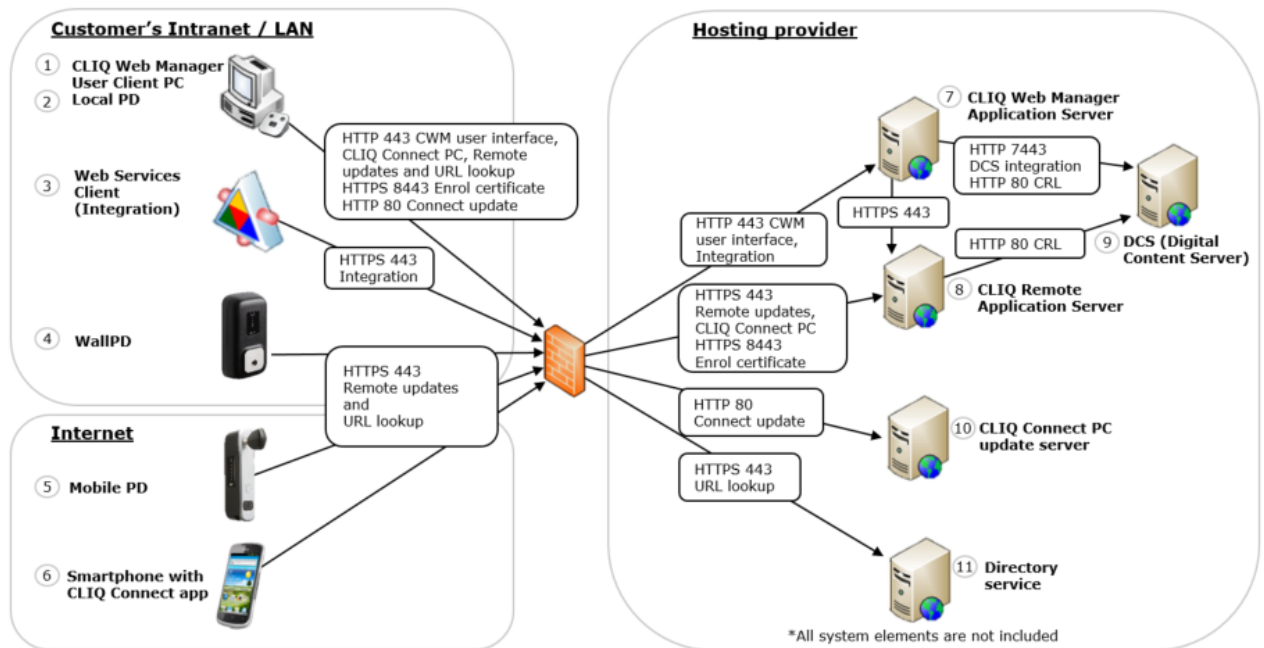 Customer's Intranet / LAN
1 CLIQ Web Manager
User Client PC
2 Local PD
HTTP 443 CWM user interface,
CLIQ Connect PC, Remote
updates and URL lookup
HTTPS 8443 Enrol certificate
HTTP 80 Connect update
3 Web Services
Client
(Integration)
HTTPS 443
Integration
4 WallPD
HTTPS 443
Remote updates
and
URL lookup
Internet
5 Mobile PD
6 Smartphone with
CLIQ Connect app
Hosting provider
7 CLIQ Web Manager
Application Server
HTTP 7443
DCS integration
HTTP 80 CRL
HTTPS 443
HTTP 443 CWM
user interface,
Integration
HTTP 80 CRL
9 DCS (Digital
Content Server)
8 CLIQ Remote
Application Server
HTTPS 443
Remote updates,
CLIQ Connect PC
HTTPS 8443
Enrol certificate
HTTP 80
Connect update
10 CLIQ Connect PC
update server
HTTPS 443
URL lookup
11 Directory
service
*All system elements are not included